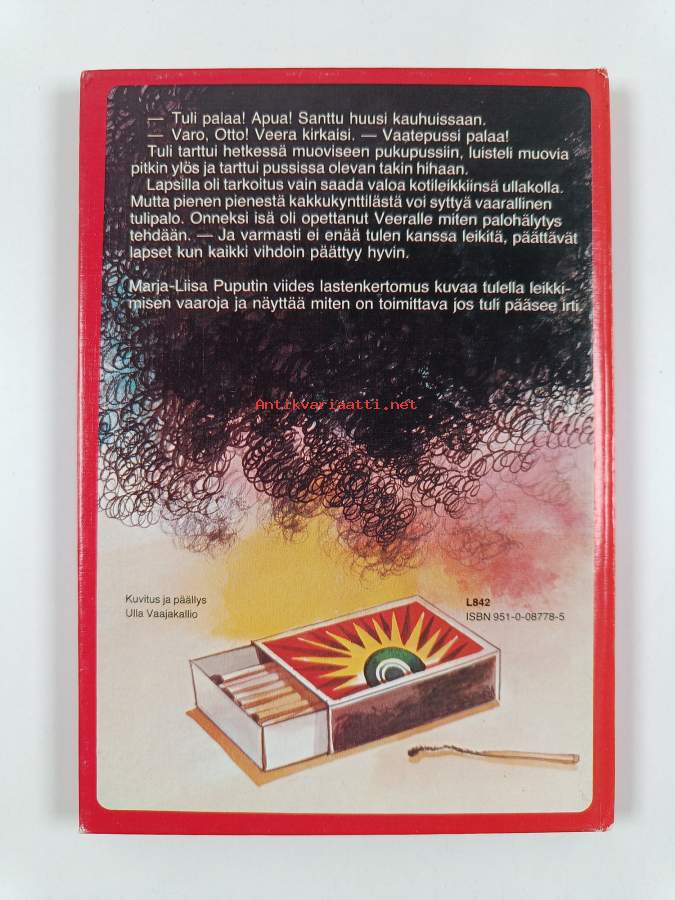 — Tuli palaa! Apua! Santtu huusi kauhuissaan.
— Varo, Otto! Veera kirkaisi. — Vaatepussi palaa!
Tuli tarttui hetkessä muoviseen pukupussiin, luisteli muovia
pitkin ylös ja tarttui pussissa olevan takin hihaan.
Lapsilla oli tarkoitus vain saada valoa kotileikkiinsä ullakolla.
Mutta pienen pienestä kakkukynttilästä voi syttyä vaarallinen
tulipalo. Onneksi isä oli opettanut Veeralle miten palohälytys
tehdään. — Ja varmasti ei enää tulen kanssa leikitä, päättävät
lapset kun kaikki vihdoin päättyy hyvin.
Marja-Liisa Puputin viides lastenkertomus kuvaa tulella leikki-
misen vaaroja ja näyttää miten on toimittava jos tuli pääsee irti.
Antikvariaatti.net
Kuvitus ja päällys
Ulla Vaajakallio
L842
ISBN 951-0-08778-5